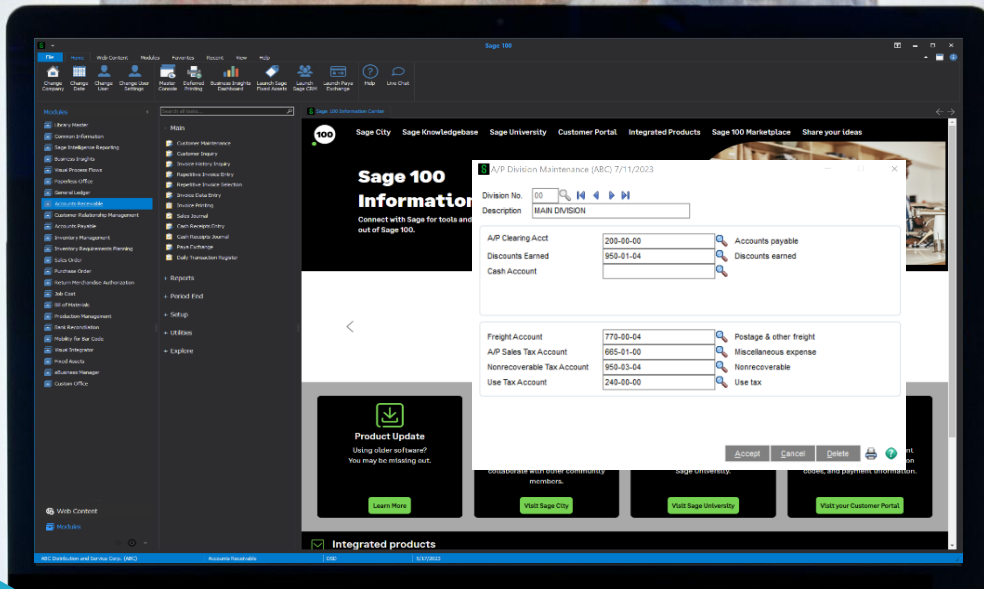 Sage 100
File Home Web Content Modules Favorites Recent View Help
Change Company
Change Date
Change User
Change User Settings
Master Console
Deferred Printing
Business Insights Dashboard
Launch Sage Fixed Assets
Launch Sage CRM
Launch Paya Exchange
Help
Live Chat
Modules
Library Master
Common Information
Sage Intelligence Reporting
Business Insights
Visual Process Flows
Paperless Office
General Ledger
Accounts Receivable
Customer Relationship Management
Accounts Payable
Inventory Management
Inventory Requirements Planning
Sales Order
Purchase Order
Return Merchandise Authorization
Job Cost
Bill of Materials
Production Management
Bank Reconciliation
Mobility for Bar Code
Visual Integrator
Fixed Assets
eBusiness Manager
Custom Office
Web Content
Modules
Search all tasks...
Main
Customer Maintenance
Customer Inquiry
Invoice History Inquiry
Repetitive Invoice Entry
Repetitive Invoice Selection
Invoice Data Entry
Invoice Printing
Sales Journal
Cash Receipts Entry
Cash Receipts Journal
Paya Exchange
Daily Transaction Register
+ Reports
+ Period End
+ Setup
+ Utilities
+ Explore
S Sage 100 Information Center
100 Sage City Sage Knowledgebase Sage University Customer Portal Integrated Products Sage 100 Marketplace Share your ideas
Sage 100
Information
Connect with Sage for tools and
out of Sage 100.
S A/P Division Maintenance (ABC) 7/11/2023
Division No. 00
Description MAIN DIVISION
A/P Clearing Acct 200-00-00 Accounts payable
Discounts Earned 950-01-04 Discounts earned
Cash Account
Freight Account 770-00-04 Postage & other freight
A/P Sales Tax Account 665-01-00 Miscellaneous expense
Nonrecoverable Tax Account 950-03-04 Nonrecoverable
Use Tax Account 240-00-00 Use tax
Accept Cancel Delete
Product Update
Using older software?
You may be missing out.
Learn More
collaborate with other community
members.
Visit Sage City
Sage University.
Visit Sage University
codes, and payment information.
Visit your Customer Portal
Integrated products
ABC Distribution and Service Corp. (ABC) Accounts Receivable 5/17/2023